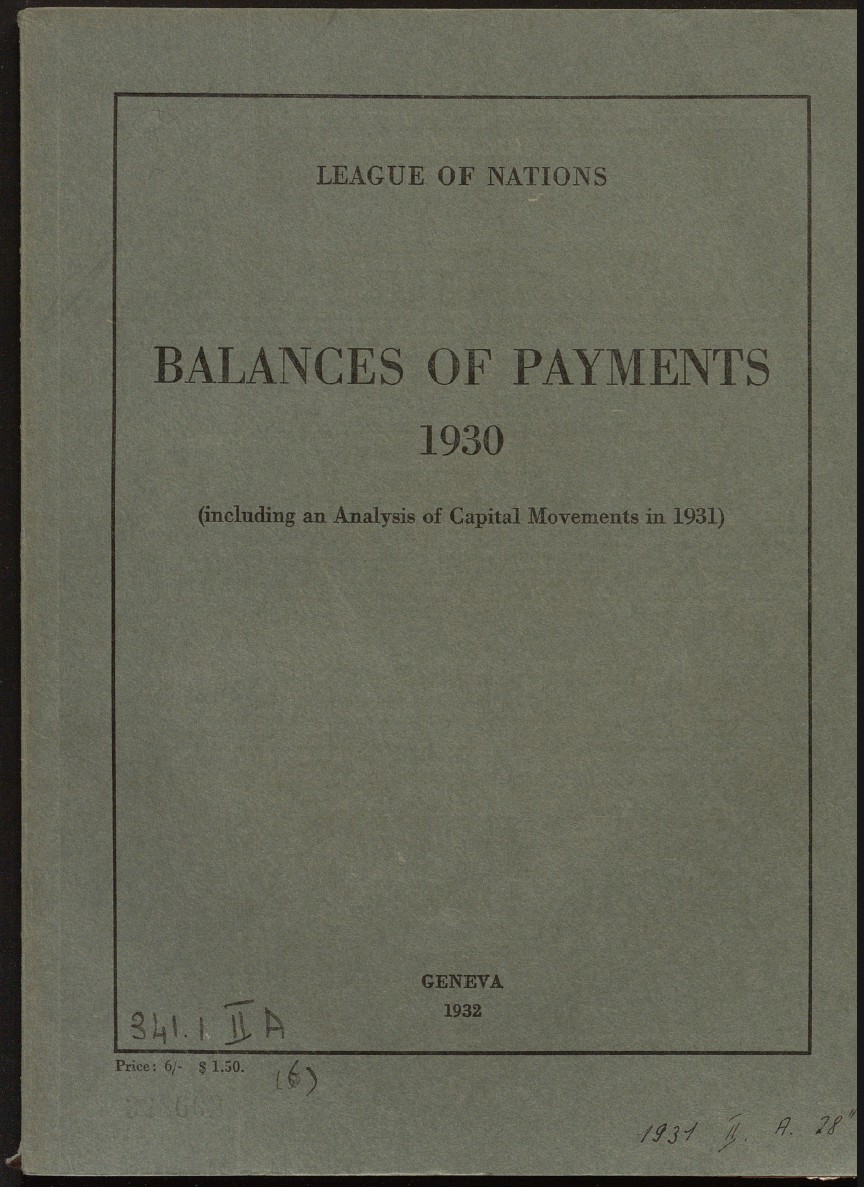 LEAGUE OF NATIONS
BALANCES OF PAYMENTS
1930
(including an Analysis of Capital Movements in 1931)
GENEVA
1932
341.1 II A
Price: 6/- $ 1.50.
(6)
1931 II. A. 28